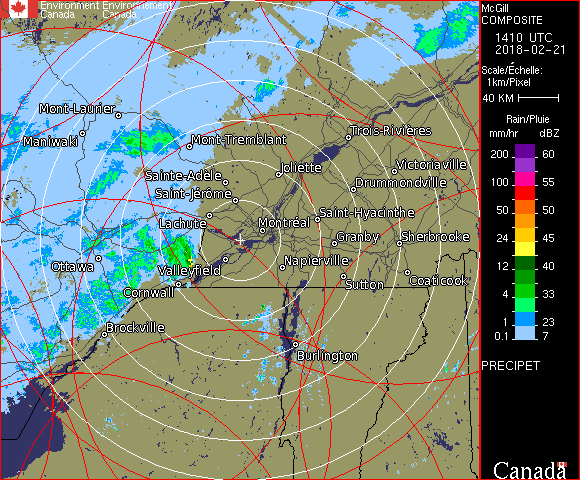 Environment Environnement
Canada Canada
McGill
COMPOSITE
1410 UTC
2018-02-21
Scale/Échelle:
1km/Pixel
40 KM
Rain/Pluie
mm/hr dBZ
200 60
150 55
100 55
50 50
24 45
12 40
4 33
1 23
0.1 7
PRECIPET
Canada
Mont-Laurier
Maniwaki
Mont-Tremblant
Trois-Rivières
Victoriaville
Joliette
Sainte-Adèle
Drummondville
Saint-Jérôme
Lachute
Saint-Hyacinthe
Montréal
Granby
Sherbrooke
Ottawa
Valleyfield
Napierville
Sutton
Coaticook
Cornwall
Brockville
Burlington